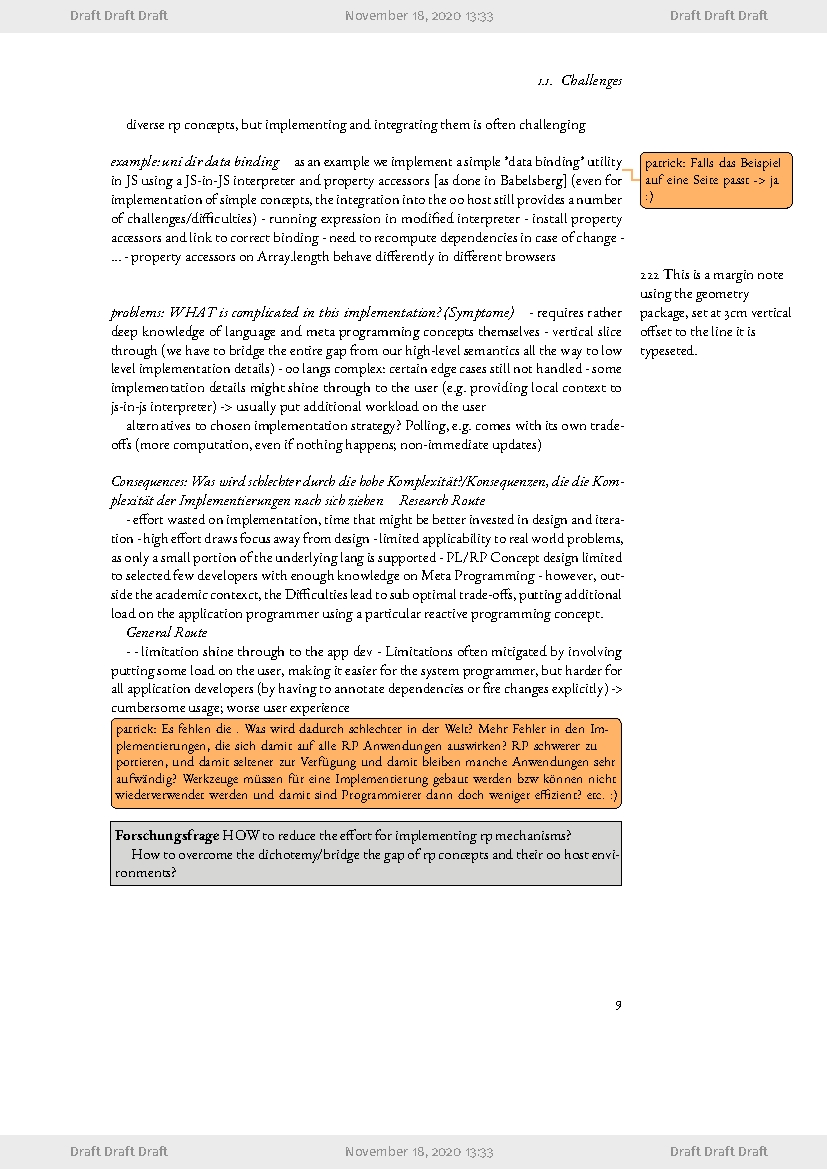 Draft Draft Draft November 18, 2020 13:33 Draft Draft Draft
1.1. Challenges
diverse rp concepts, but implementing and integrating them is often challenging
example: uni dir data binding as an example we implement a simple "data binding" utility
in JS using a JS-in-JS interpreter and property accessors [as done in Babelsberg] (even for
implementation of simple concepts, the integration into the oo host still provides a number
of challenges/difficulties) - running expression in modified interpreter - install property
accessors and link to correct binding - need to recompute dependencies in case of change -
... - property accessors on Array.length behave differently in different browsers
patrick: Falls das Beispiel
auf eine Seite passt -> ja
:)
222 This is a margin note
using the geometry
package, set at 3cm vertical
offset to the line it is
typeseted.
problems: WHAT is complicated in this implementation? (Symptome) - requires rather
deep knowledge of language and meta programming concepts themselves - vertical slice
through (we have to bridge the entire gap from our high-level semantics all the way to low
level implementation details) - oo langs complex: certain edge cases still not handled - some
implementation details might shine through to the user (e.g. providing local context to
js-in-js interpreter) -> usually put additional workload on the user
alternatives to chosen implementation strategy? Polling, e.g. comes with its own trade-
offs (more computation, even if nothing happens; non-immediate updates)
Consequences: Was wird schlechter durch die hohe Komplexität?/Konsequenzen, die die Kom-
plexität der Implementierungen nach sich ziehen Research Route
- effort wasted on implementation, time that might be better invested in design and itera-
tion - high effort draws focus away from design - limited applicability to real world problems,
as only a small portion of the underlying lang is supported - PL/RP Concept design limited
to selected few developers with enough knowledge on Meta Programming - however, out-
side the academic contexct, the Difficulties lead to sub optimal trade-offs, putting additional
load on the application programmer using a particular reactive programming concept.
General Route
- - limitation shine through to the app dev - Limitations often mitigated by involving
putting some load on the user, making it easier for the system programmer, but harder for
all application developers (by having to annotate dependencies or fire changes explicitly) ->
cumbersome usage; worse user experience
patrick: Es fehlen die . Was wird dadurch schlechter in der Welt? Mehr Fehler in den Im-
plementierungen, die sich damit auf alle RP Anwendungen auswirken? RP schwerer zu
portieren, und damit seltener zur Verfügung und damit bleiben manche Anwendungen sehr
aufwändig? Werkzeuge müssen für eine Implementierung gebaut werden bzw können nicht
wiederverwendet werden und damit sind Programmierer dann doch weniger effizient? etc. :)
Forschungsfrage HOW to reduce the effort for implementing rp mechanisms?
How to overcome the dichotemy/bridge the gap of rp concepts and their oo host envi-
ronments?
9
Draft Draft Draft November 18, 2020 13:33 Draft Draft Draft